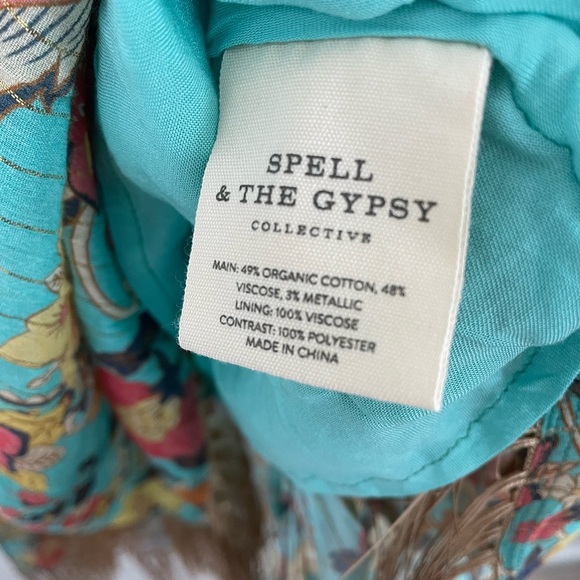 SPELL
& THE GYPSY
COLLECTIVE
MAIN: 49% ORGANIC COTTON, 48%
VISCOSE, 3% METALLIC
LINING: 100% VISCOSE
CONTRAST: 100% POLYESTER
MADE IN CHINA